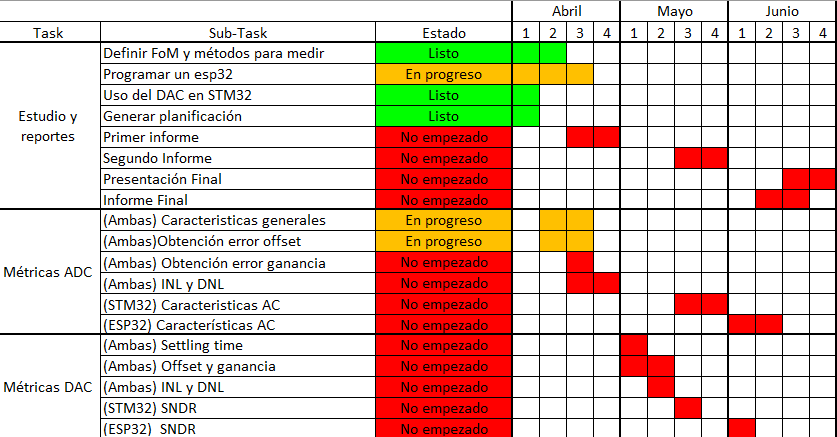 Abril Mayo Junio
Task Sub-Task Estado 1 2 3 4 1 2 3 4 1 2 3 4
Estudio y reportes
Definir FoM y métodos para medir Listo
Programar un esp32 En progreso
Uso del DAC en STM32 Listo
Generar planificación Listo
Primer informe No empezado
Segundo Informe No empezado
Presentación Final No empezado
Informe Final No empezado
Métricas ADC
(Ambas) Caracteristicas generales En progreso
(Ambas)Obtención error offset En progreso
(Ambas) Obtención error ganancia No empezado
(Ambas) INL y DNL No empezado
(STM32) Caracteristicas AC No empezado
(ESP32) Características AC No empezado
Métricas DAC
(Ambas) Settling time No empezado
(Ambas) Offset y ganancia No empezado
(Ambas) INL y DNL No empezado
(STM32) SNDR No empezado
(ESP32) SNDR No empezado